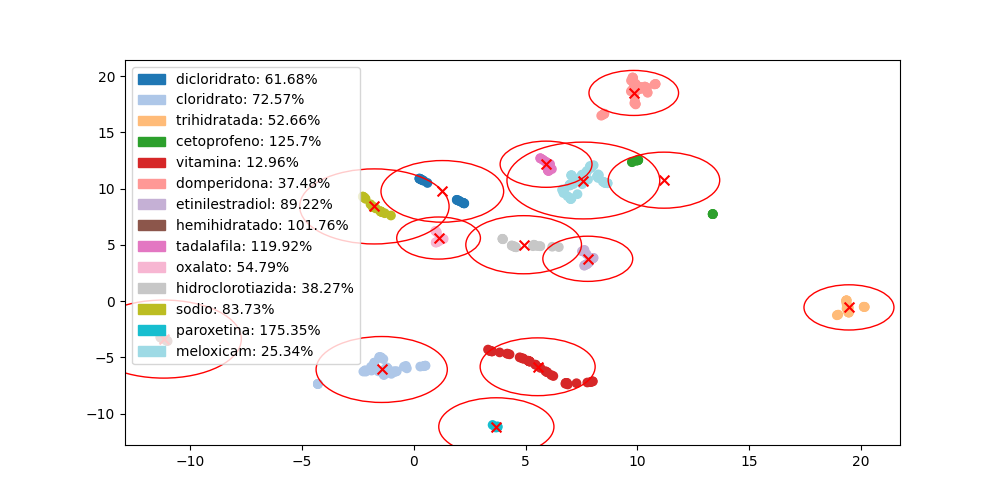 20
15
10
5
0
−5
−10
dicloridrato: 61.68%
cloridrato: 72.57%
trihidratada: 52.66%
cetoprofeno: 125.7%
vitamina: 12.96%
domperidona: 37.48%
etinilestradiol: 89.22%
hemihidratado: 101.76%
tadalafila: 119.92%
oxalato: 54.79%
hidroclorotiazida: 38.27%
sodio: 83.73%
paroxetina: 175.35%
meloxicam: 25.34%
−10 −5 0 5 10 15 20